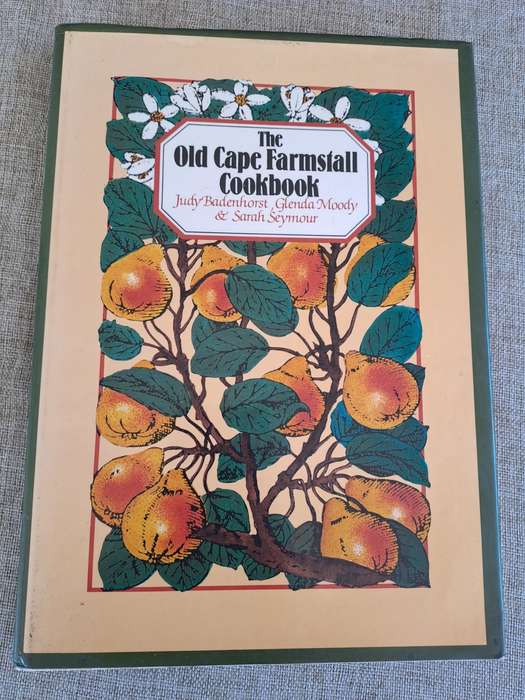 The
Old Cape Farmstall
Cookbook
Judy Badenhorst, Glenda Moody
& Sarah Seymour